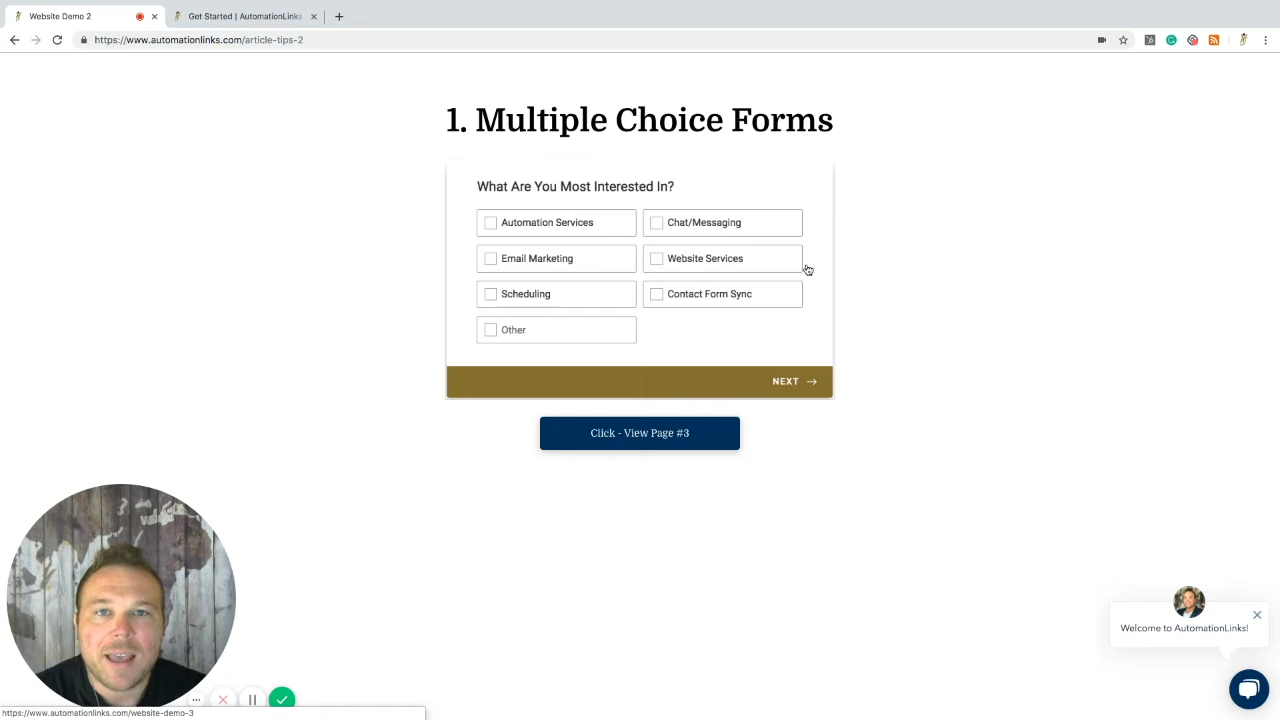 Website Demo 2
Get Started | AutomationLinks
https://www.automationlinks.com/article-tips-2
1. Multiple Choice Forms
What Are You Most Interested In?
Automation Services
Chat/Messaging
Email Marketing
Website Services
Scheduling
Contact Form Sync
Other
NEXT →
Click - View Page #3
Welcome to AutomationLinks!
https://www.automationlinks.com/website-demo-3